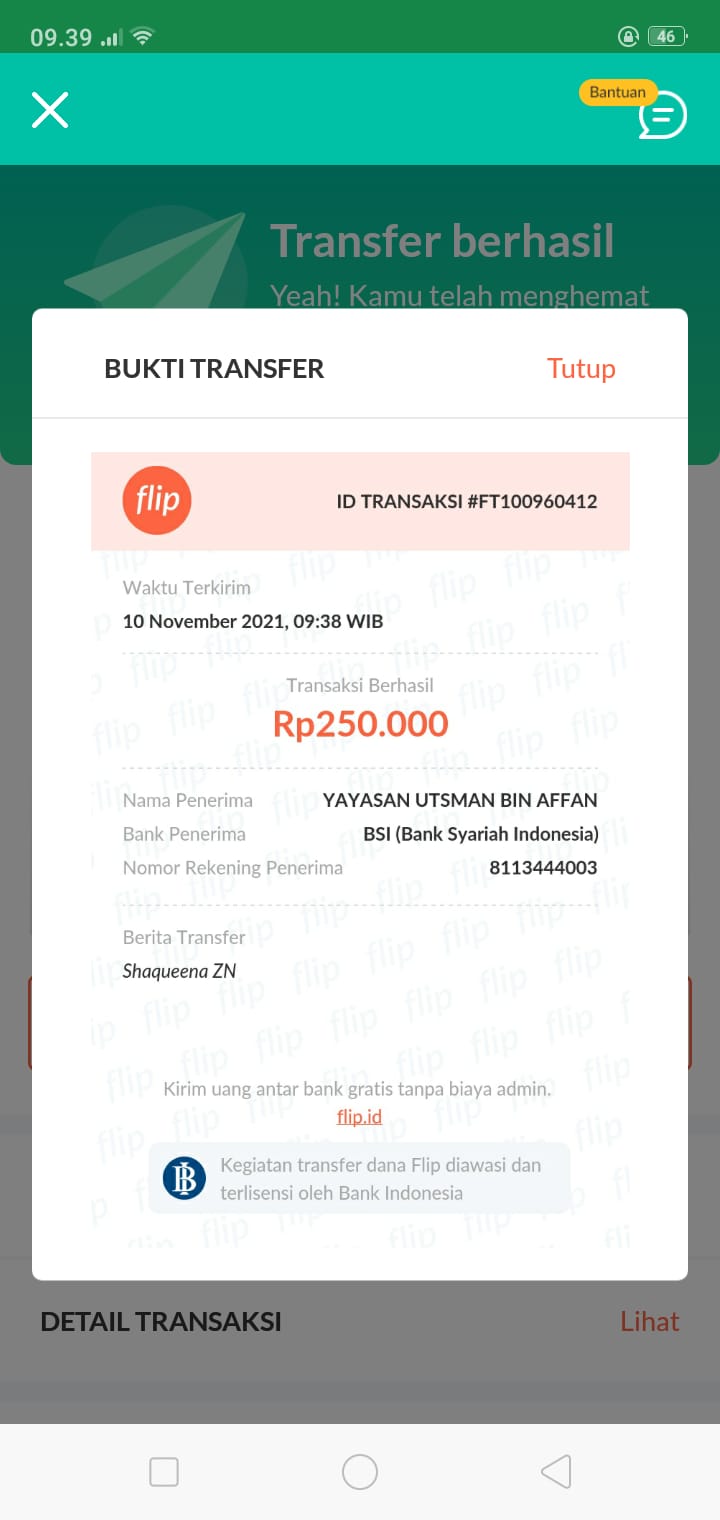 09.39
46
Bantuan
Transfer berhasil
Yeah! Kamu telah menghemat
BUKTI TRANSFER
Tutup
flip
ID TRANSAKSI #FT100960412
Waktu Terkirim
10 November 2021, 09:38 WIB
Transaksi Berhasil
Rp250.000
Nama Penerima YAYASAN UTSMAN BIN AFFAN
Bank Penerima BSI (Bank Syariah Indonesia)
Nomor Rekening Penerima 8113444003
Berita Transfer
Shaqueena ZN
Kirim uang antar bank gratis tanpa biaya admin.
flip.id
Kegiatan transfer dana Flip diawasi dan
terlisensi oleh Bank Indonesia
DETAIL TRANSAKSI
Lihat